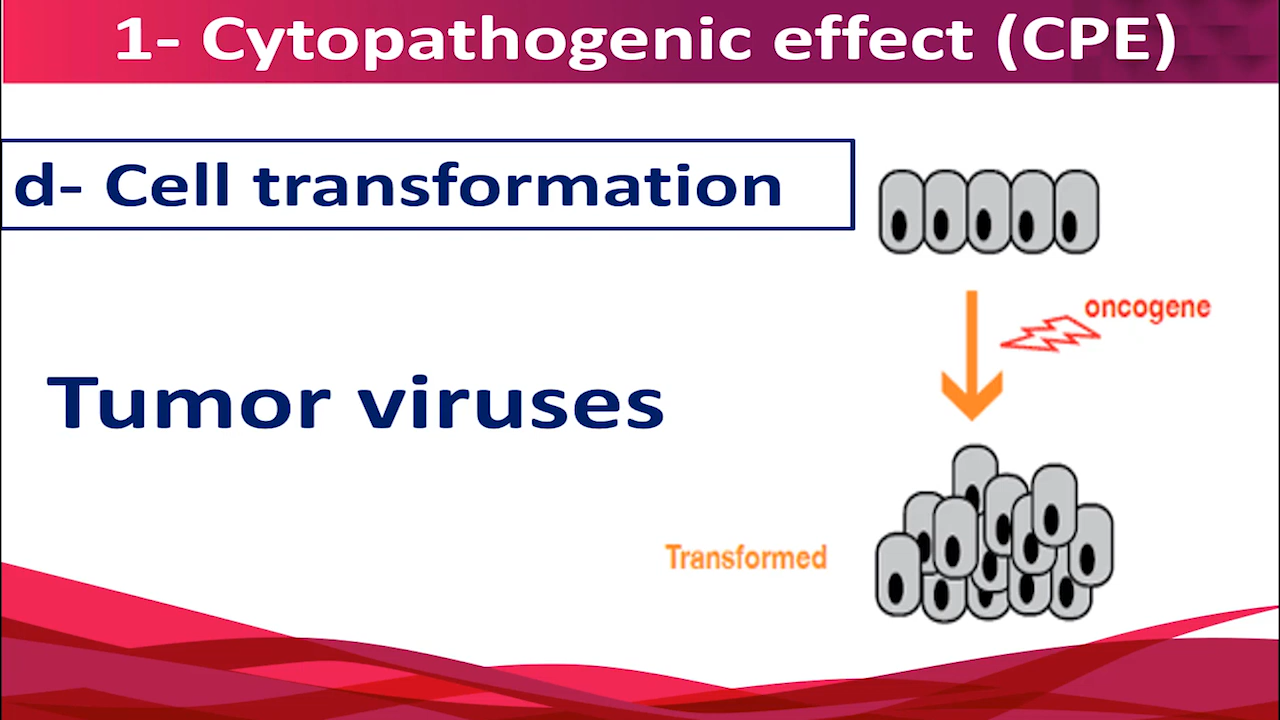 1- Cytopathogenic effect (CPE)
d- Cell transformation
oncogene
Tumor viruses
Transformed